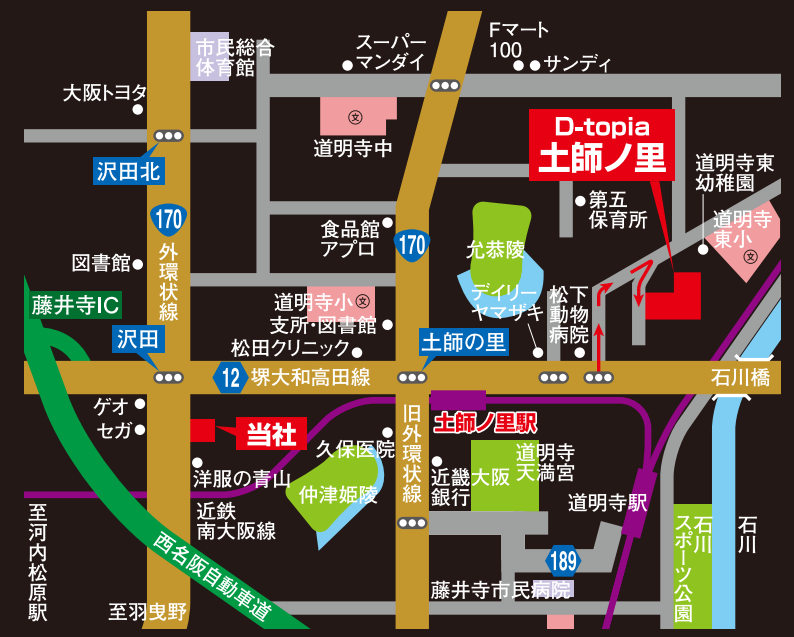 Fマート
100
スーパー
マンダイ
サンディ
市民総合
体育館
大阪トヨタ
文
道明寺中
D-topia
土師ノ里
沢田北
道明寺東
幼稚園
第五
保育所
170
外環状線
食品館
アプロ
170
允恭陵
道明寺
東小
文
図書館
藤井寺IC
道明寺小
文
支所・図書館
デイリー
ヤマザキ
松下
動物
病院
沢田
松田クリニック
土師の里
12
堺大和高田線
石川橋
ゲオ
セガ
当社
旧外環状線
土師ノ里駅
久保医院
洋服の青山
近畿大阪
銀行
道明寺
天満宮
仲津姫陵
道明寺駅
至河内松原駅
近鉄
南大阪線
西名阪自動車道
石川
スポーツ公園
石川
189
藤井寺市民病院
至羽曳野